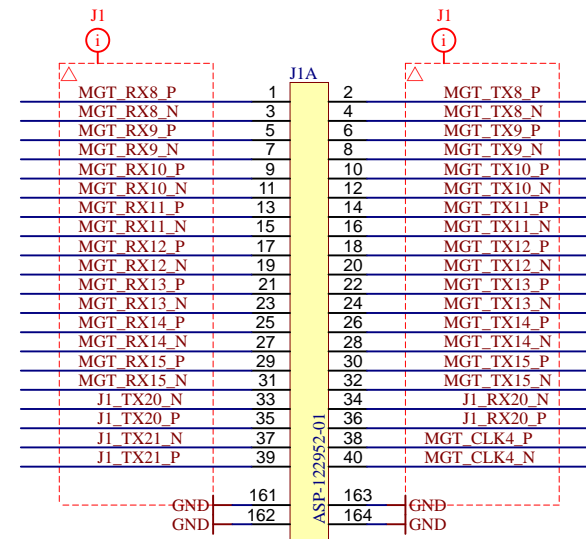 J1 J1
i i
J1A
MGT_RX8_P 1 2 MGT_TX8_P
MGT_RX8_N 3 4 MGT_TX8_N
MGT_RX9_P 5 6 MGT_TX9_P
MGT_RX9_N 7 8 MGT_TX9_N
MGT_RX10_P 9 10 MGT_TX10_P
MGT_RX10_N 11 12 MGT_TX10_N
MGT_RX11_P 13 14 MGT_TX11_P
MGT_RX11_N 15 16 MGT_TX11_N
MGT_RX12_P 17 18 MGT_TX12_P
MGT_RX12_N 19 20 MGT_TX12_N
MGT_RX13_P 21 22 MGT_TX13_P
MGT_RX13_N 23 24 MGT_TX13_N
MGT_RX14_P 25 26 MGT_TX14_P
MGT_RX14_N 27 28 MGT_TX14_N
MGT_RX15_P 29 30 MGT_TX15_P
MGT_RX15_N 31 32 MGT_TX15_N
J1_TX20_N 33 34 J1_RX20_N
J1_TX20_P 35 36 J1_RX20_P
J1_TX21_N 37 38 MGT_CLK4_P
J1_TX21_P 39 40 MGT_CLK4_N
ASP-122952-01
GND 161 163 GND
GND 162 164 GND